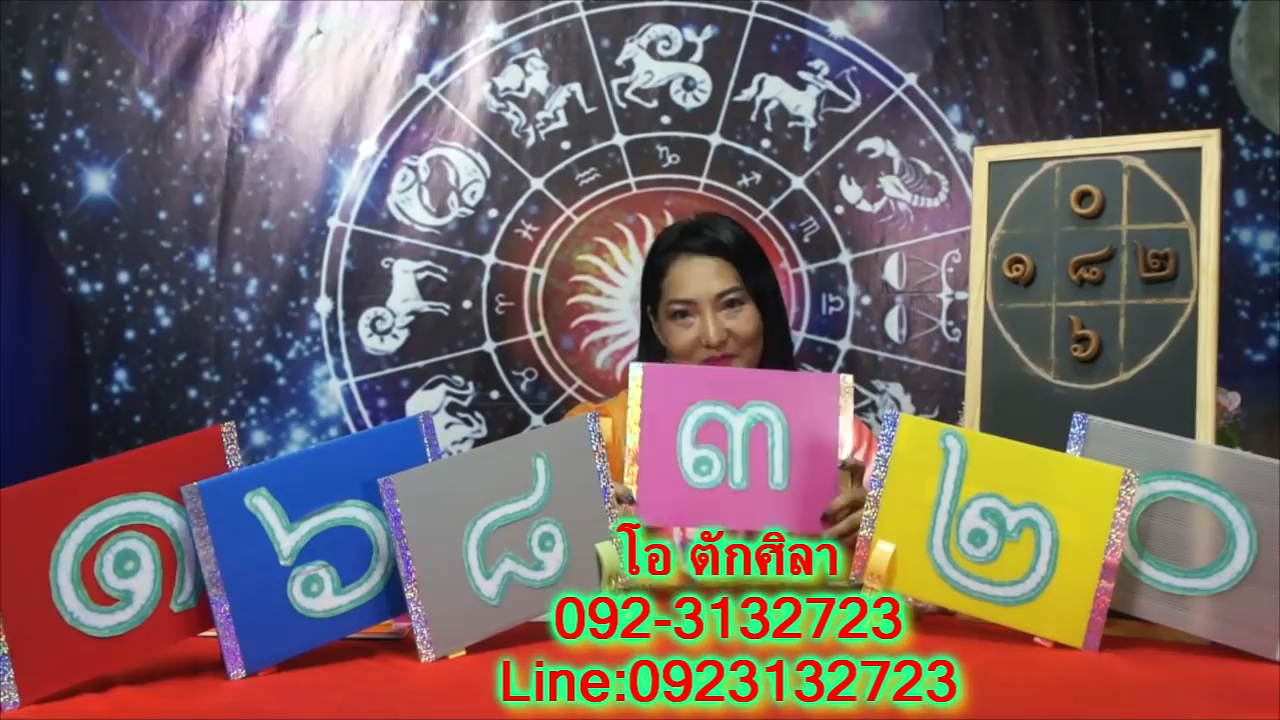 ๐
๑ ๘ ๒
๖
๑ ๖ ๘ ๓ ๒ ๐
โอ ตักศิลา
092-3132723
Line:0923132723